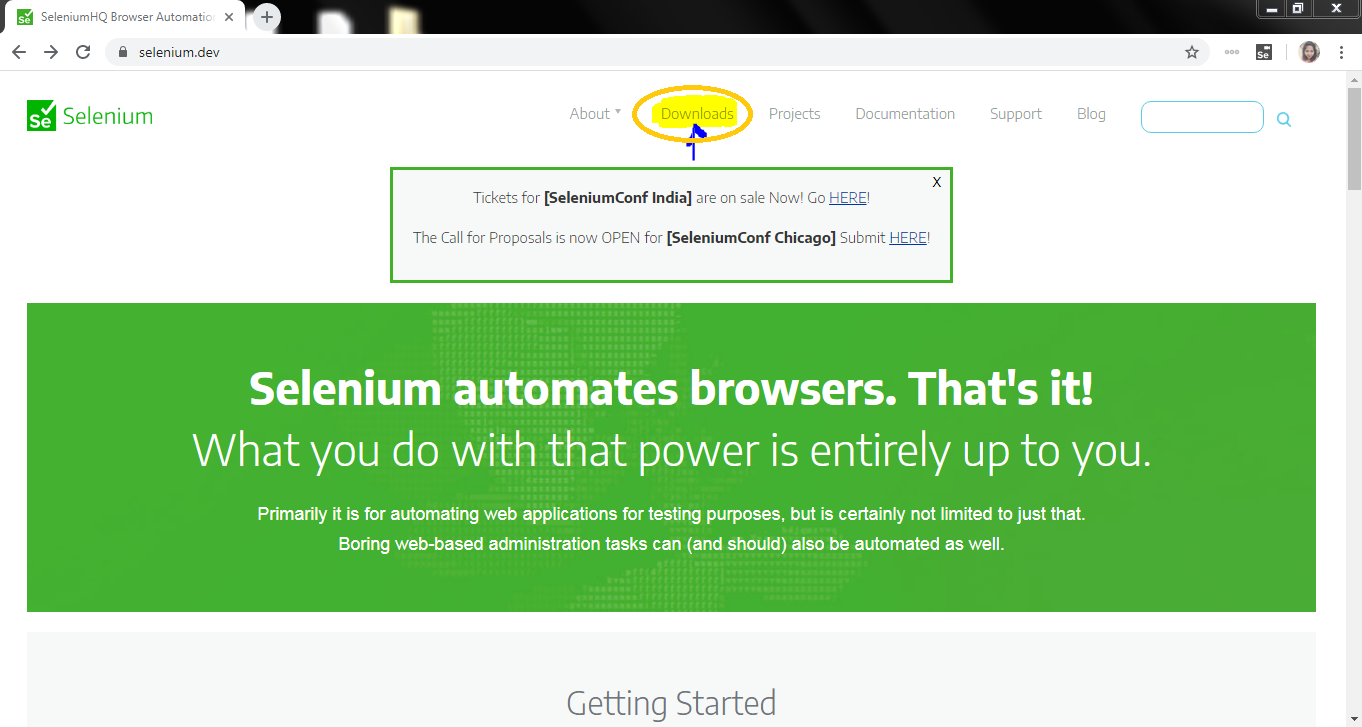 SeleniumHQ Browser Automatio
selenium.dev
Se
Se Selenium
About Downloads Projects Documentation Support Blog
X
Tickets for [SeleniumConf India] are on sale Now! Go HERE!
The Call for Proposals is now OPEN for [SeleniumConf Chicago] Submit HERE!
Selenium automates browsers. That's it!
What you do with that power is entirely up to you.
Primarily it is for automating web applications for testing purposes, but is certainly not limited to just that.
Boring web-based administration tasks can (and should) also be automated as well.
Getting Started